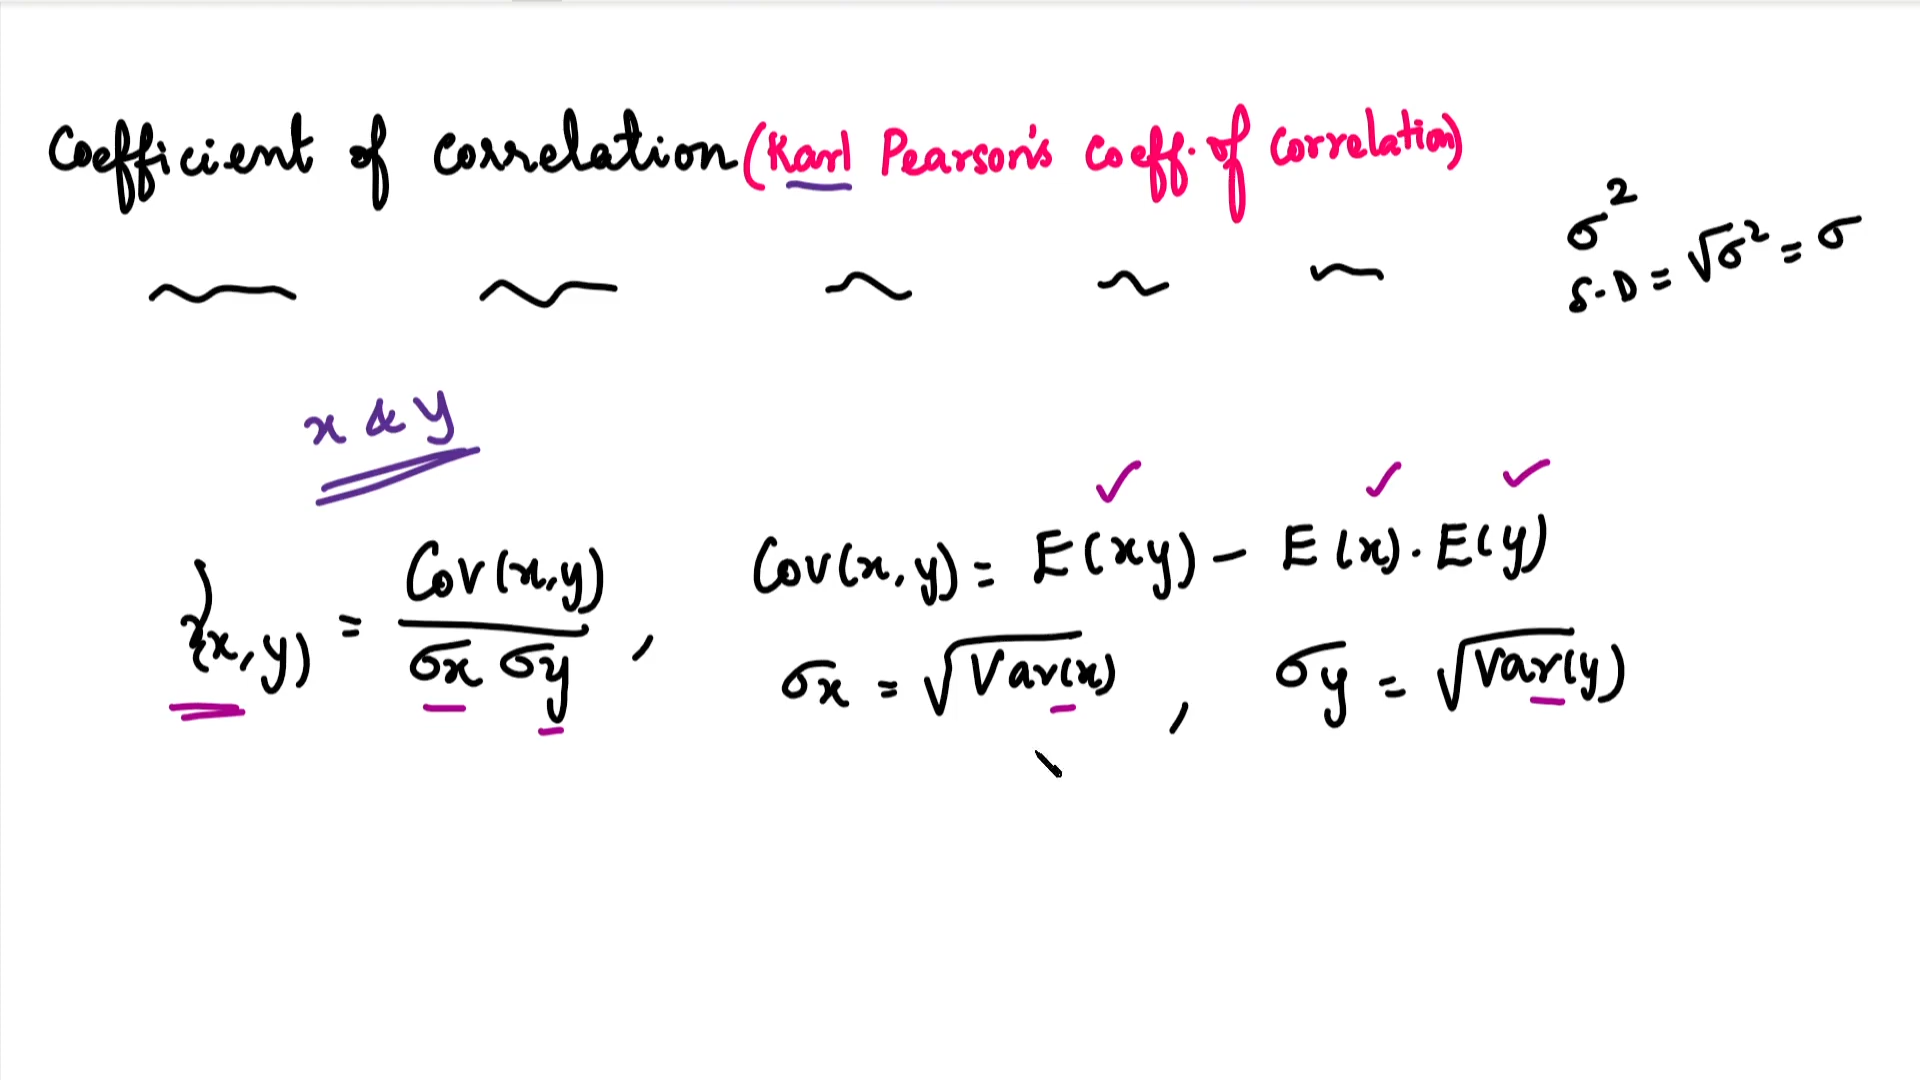 Coefficient of correlation (Karl Pearson's coeff. of correlation)
σ²
S.D = √σ² = σ
x & y
(x, y) = Cov(x,y) / σx σy , Cov(x, y) = E(xy) - E(x) . E(y)
σx = √Var(x) , σy = √Var(y)